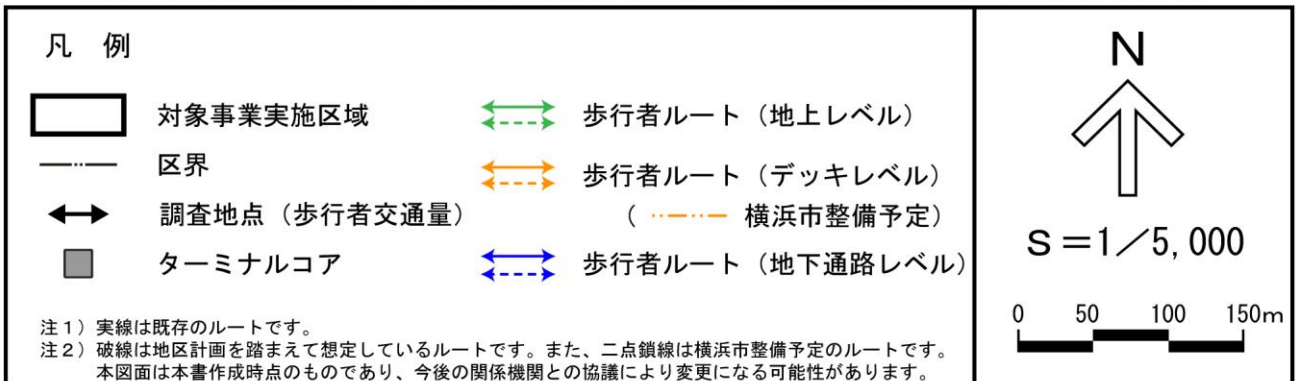 凡 例
対象事業実施区域
区界
調査地点(歩行者交通量)
ターミナルコア
歩行者ルート(地上レベル)
歩行者ルート(デッキレベル)
( 横浜市整備予定)
歩行者ルート(地下通路レベル)
注1)実線は既存のルートです。
注2)破線は地区計画を踏まえて想定しているルートです。また、二点鎖線は横浜市整備予定のルートです。
本図面は本書作成時点のものであり、今後の関係機関との協議により変更になる可能性があります。
N
S=1/5,000
0 50 100 150m